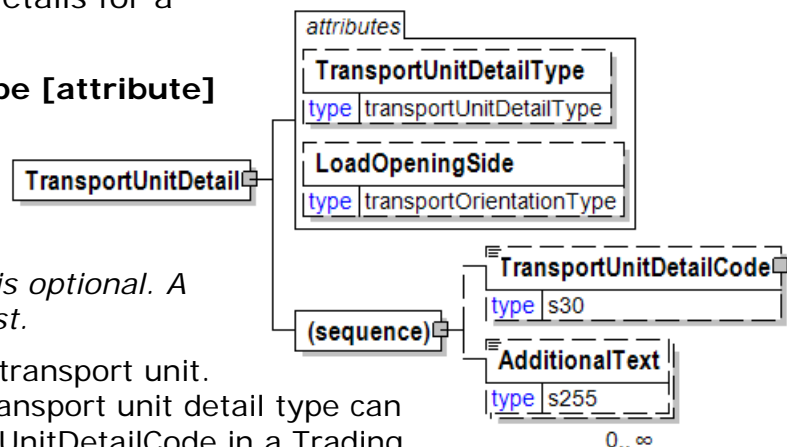 etails for a
pe [attribute]
is optional. A
st.
transport unit.
ansport unit detail type can
UnitDetailCode in a Trading
attributes
TransportUnitDetailType
type transportUnitDetailType
LoadOpeningSide
type transportOrientationType
TransportUnitDetail
(sequence)
TransportUnitDetailCode
type s30
AdditionalText
type s255
0..∞